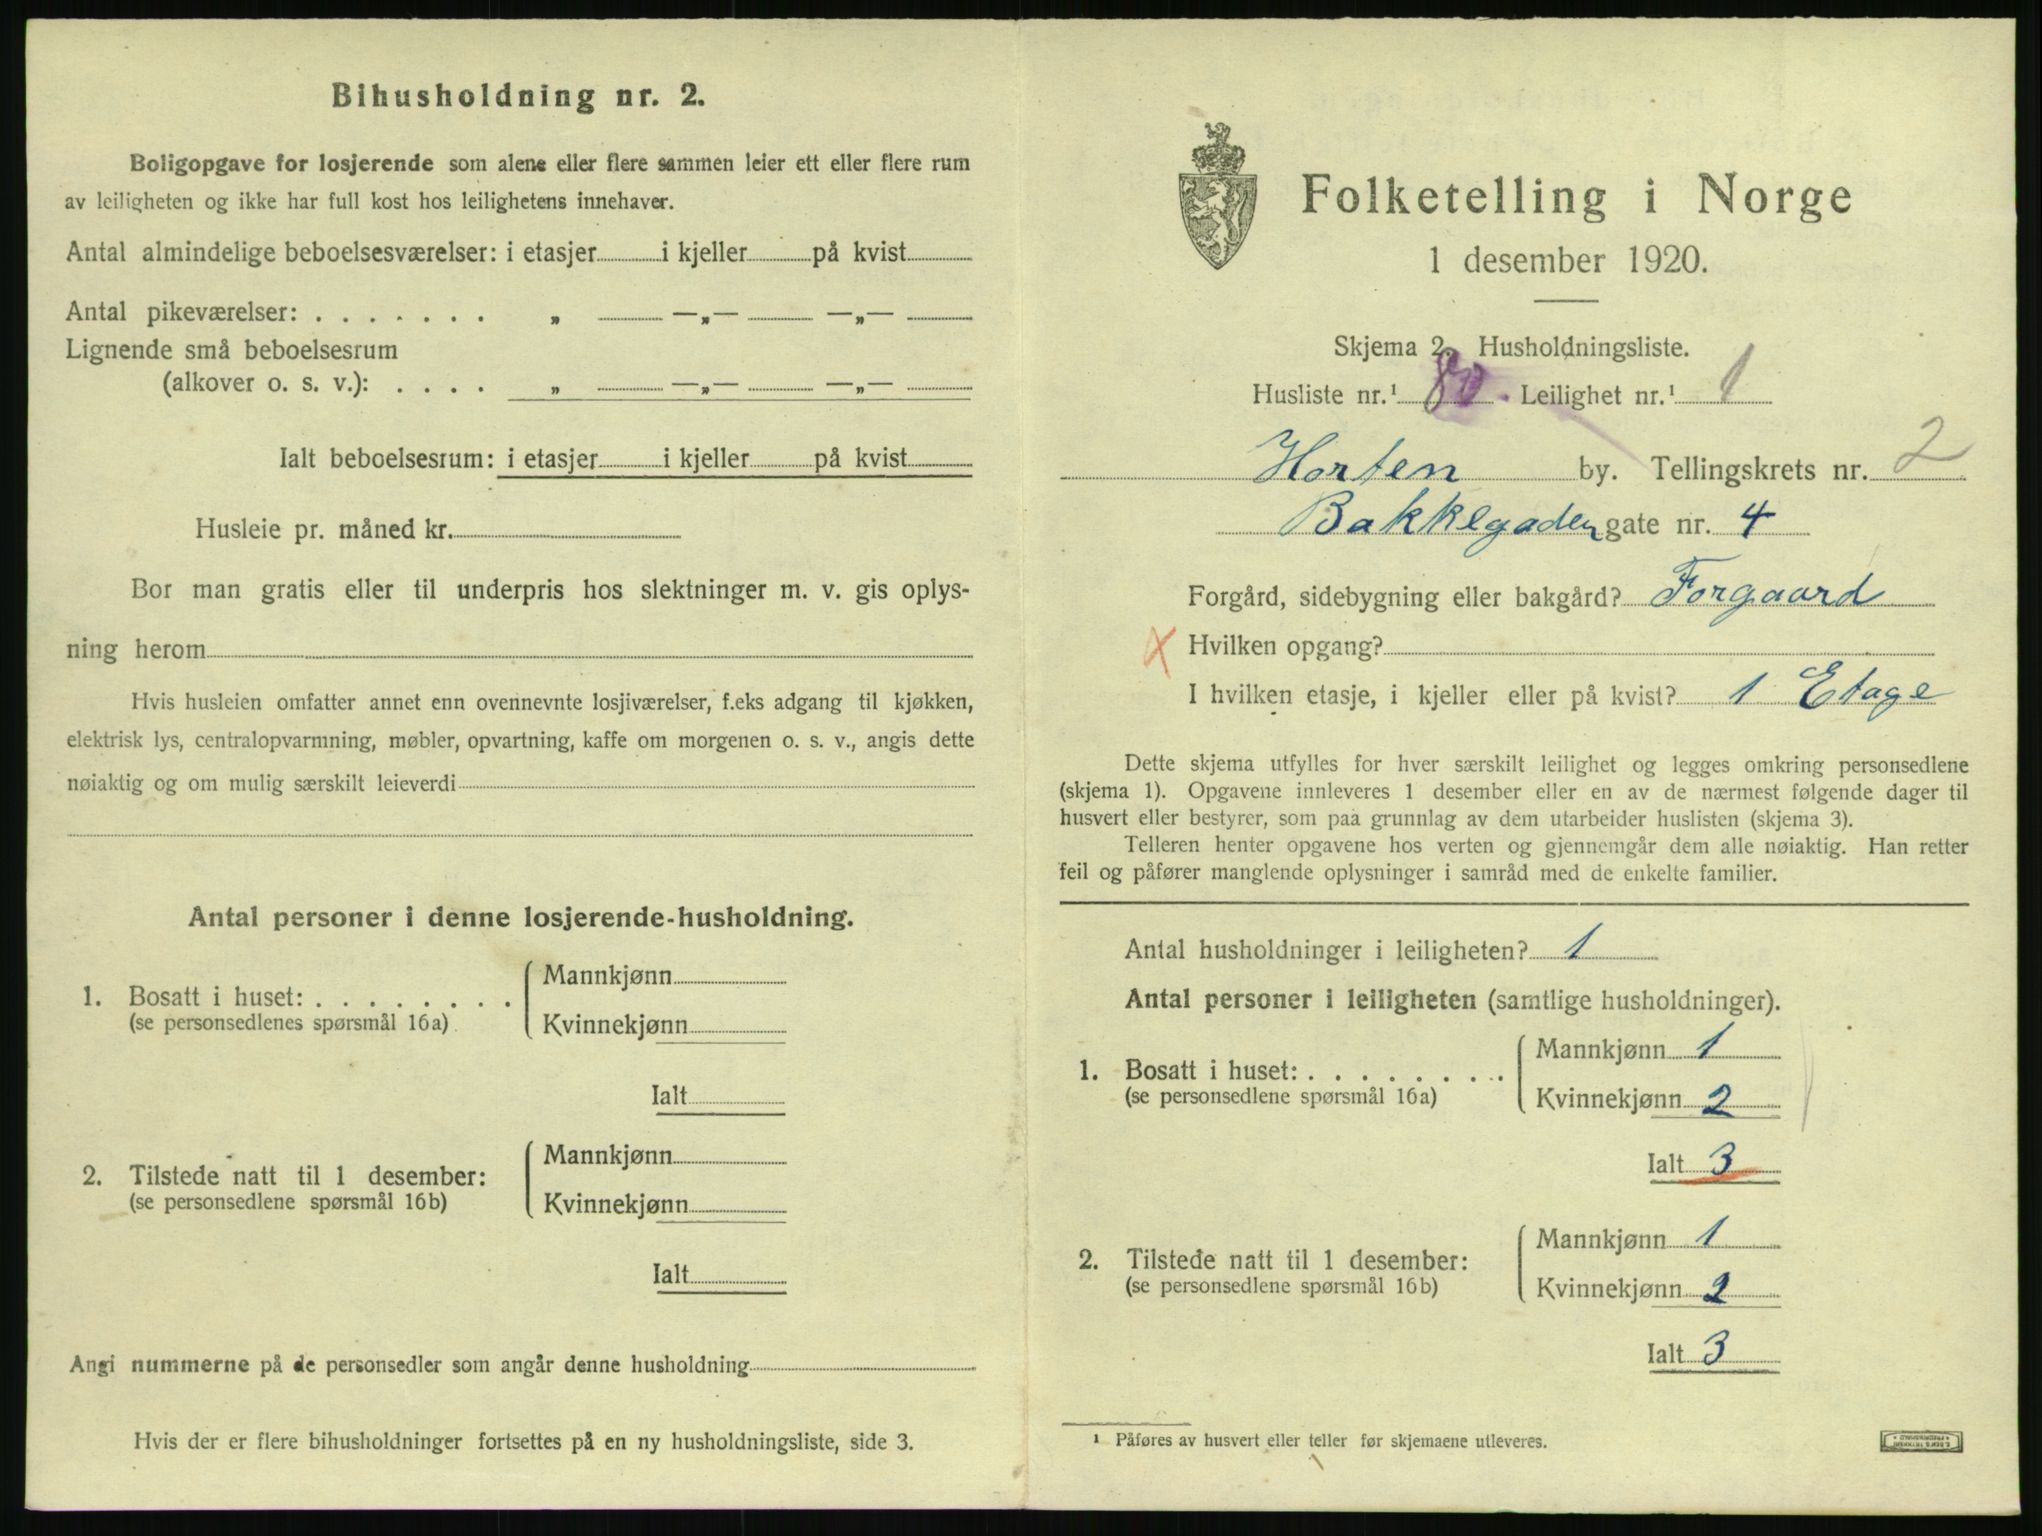 Bihusholdning nr. 2.
Boligopgave for losjerende som alene eller flere sammen leier ett eller flere rum
av leiligheten og ikke har full kost hos leilighetens innehaver.
Antal almindelige beboelsesværelser: i etasjer i kjeller på kvist
Antal pikeværelser: . . . . . . . „ —„— —„—
Lignende små beboelsesrum
(alkover o. s. v.): . . . . „ —„— —„—
Ialt beboelsesrum: i etasjer i kjeller på kvist
Husleie pr. måned kr.
Bor man gratis eller til underpris hos slektninger m. v. gis oplys-
ning herom
Hvis husleien omfatter annet enn ovennevnte losjiværelser, f.eks adgang til kjøkken,
elektrisk lys, centralopvarmning, møbler, opvartning, kaffe om morgenen o. s. v., angis dette
nøiaktig og om mulig særskilt leieverdi
Antal personer i denne losjerende-husholdning.
1. Bosatt i huset: . . . . . . . .
(se personsedlenes spørsmål 16a)
Mannkjønn
Kvinnekjønn
Ialt
2. Tilstede natt til 1 desember:
(se personsedlene spørsmål 16b)
Mannkjønn
Kvinnekjønn
Ialt
Angi nummerne på de personsedler som angår denne husholdning
Hvis der er flere bihusholdninger fortsettes på en ny husholdningsliste, side 3.
Folketelling i Norge
1 desember 1920.
Skjema 2. Husholdningsliste.
Husliste nr.¹ 80. Leilighet nr.¹ 1
Horten by. Tellingskrets nr. 2
Bakkegaden gate nr. 4
Forgård, sidebygning eller bakgård? Forgaard
X Hvilken opgang?
I hvilken etasje, i kjeller eller på kvist? 1 Etage
Dette skjema utfylles for hver særskilt leilighet og legges omkring personsedlene
(skjema 1). Opgavene innleveres 1 desember eller en av de nærmest følgende dager til
husvert eller bestyrer, som paa grunnlag av dem utarbeider huslisten (skjema 3).
Telleren henter opgavene hos verten og gjennemgår dem alle nøiaktig. Han retter
feil og påfører manglende oplysninger i samråd med de enkelte familier.
Antal husholdninger i leiligheten? 1
Antal personer i leiligheten (samtlige husholdninger).
1. Bosatt i huset: . . . . . . . .
(se personsedlene spørsmål 16a)
Mannkjønn 1
Kvinnekjønn 2
Ialt 3
2. Tilstede natt til 1 desember:
(se personsedlene spørsmål 16b)
Mannkjønn 1
Kvinnekjønn 2
Ialt 3
¹ Påføres av husvert eller teller før skjemaene utleveres.